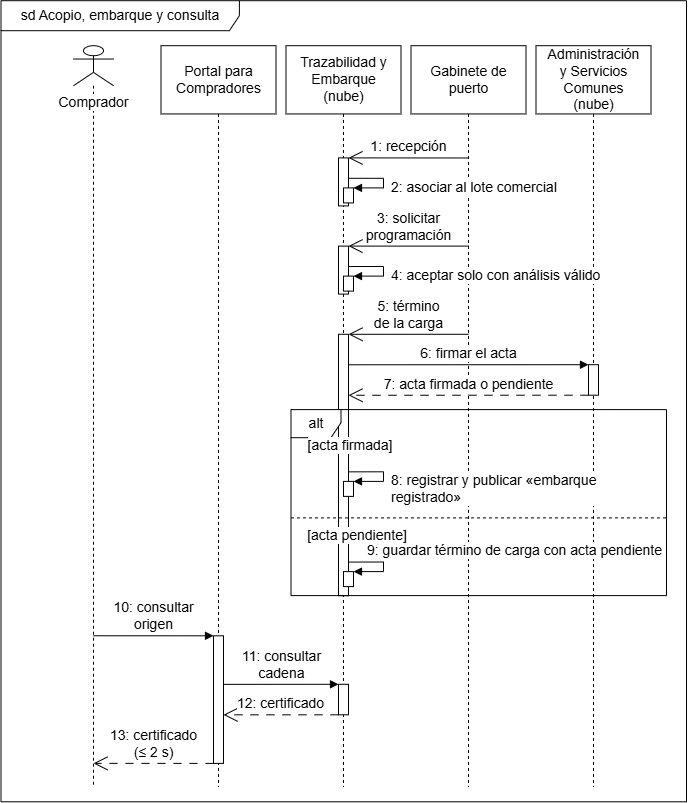 sd Acopio, embarque y consulta
Comprador
Portal para
Compradores
Trazabilidad y
Embarque
(nube)
Gabinete de
puerto
Administración
y Servicios
Comunes
(nube)
1: recepción
2: asociar al lote comercial
3: solicitar
programación
4: aceptar solo con análisis válido
5: término
de la carga
6: firmar el acta
7: acta firmada o pendiente
alt
[acta firmada]
8: registrar y publicar «embarque
registrado»
[acta pendiente]
9: guardar término de carga con acta pendiente
10: consultar
origen
11: consultar
cadena
12: certificado
13: certificado
(≤ 2 s)